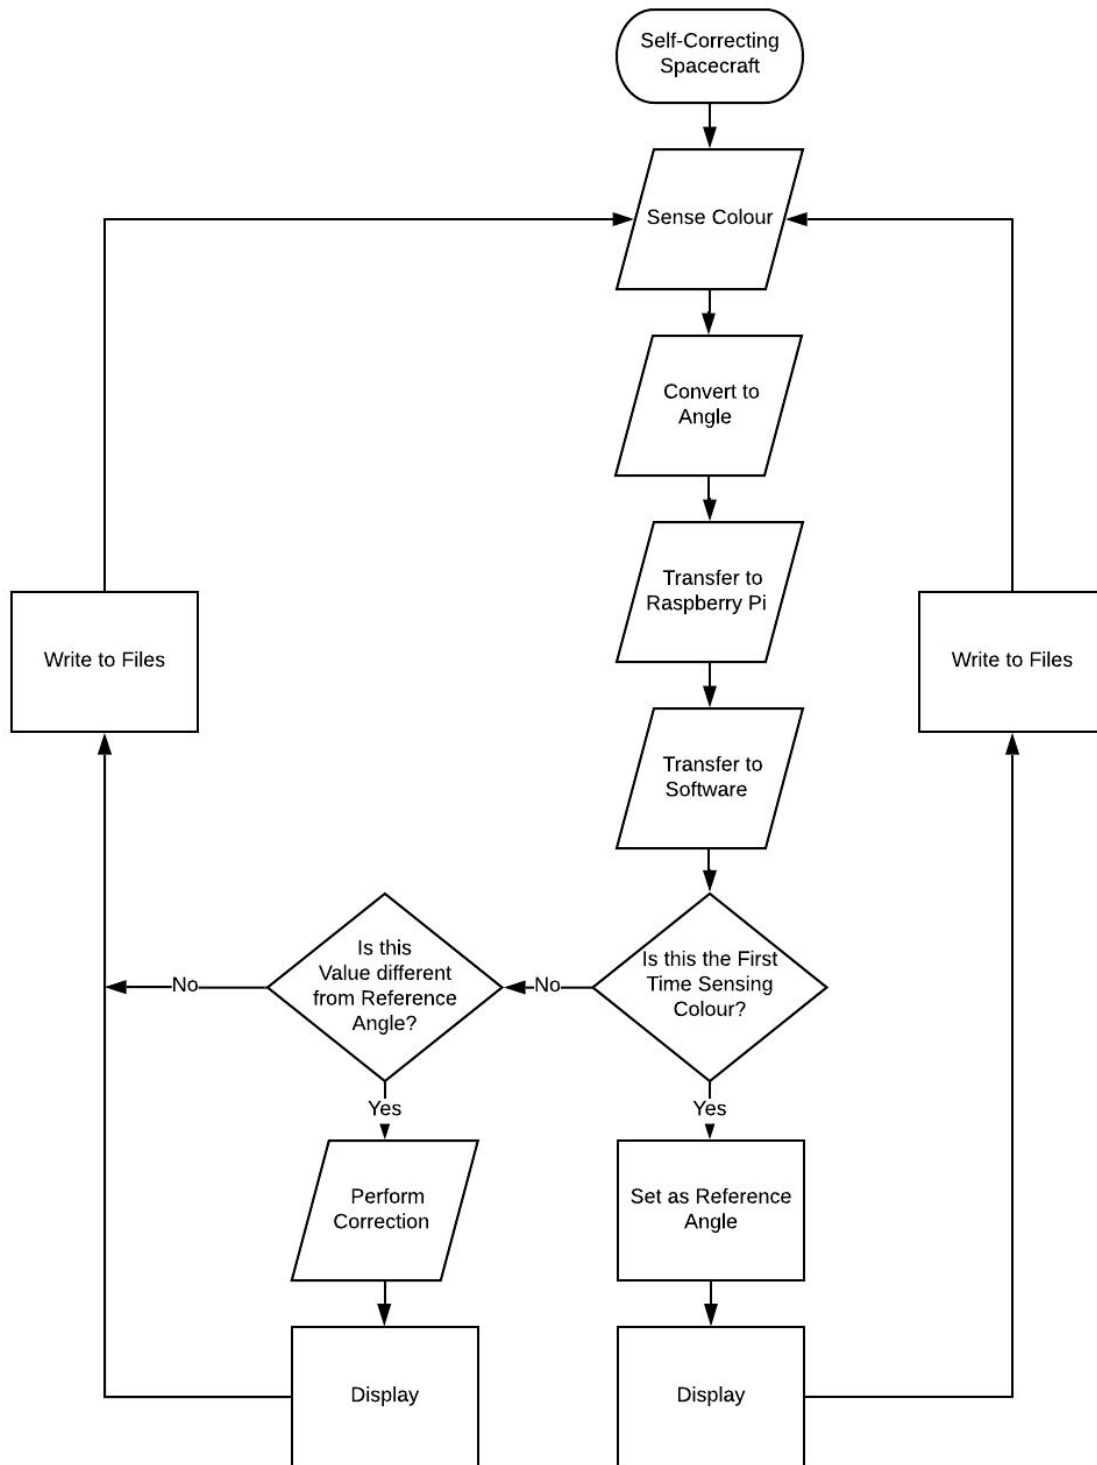 Self-Correcting
Spacecraft
Sense Colour
Convert to
Angle
Transfer to
Raspberry Pi
Write to Files
Write to Files
Transfer to
Software
Is this
Value different
from Reference
Angle?
Is this the First
Time Sensing
Colour?
No
No
Yes
Yes
Perform
Correction
Set as Reference
Angle
Display
Display